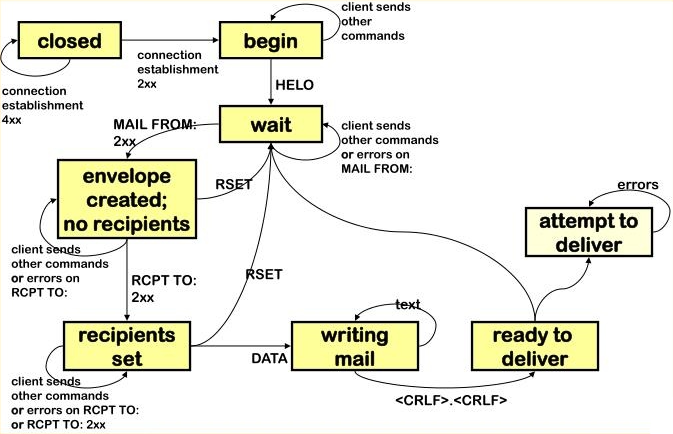 client sends
other
commands
closed
begin
connection
establishment
2xx
connection
establishment
4xx
HELO
MAIL FROM:
2xx
wait
client sends
other commands
or errors on
MAIL FROM:
envelope
created;
no recipients
RSET
errors
attempt to
deliver
client sends
other commands
or errors on
RCPT TO:
RCPT TO:
2xx
RSET
text
recipients
set
DATA
writing
mail
ready to
deliver
client sends
other commands
or errors on RCPT TO:
or RCPT TO: 2xx
<CRLF>.<CRLF>